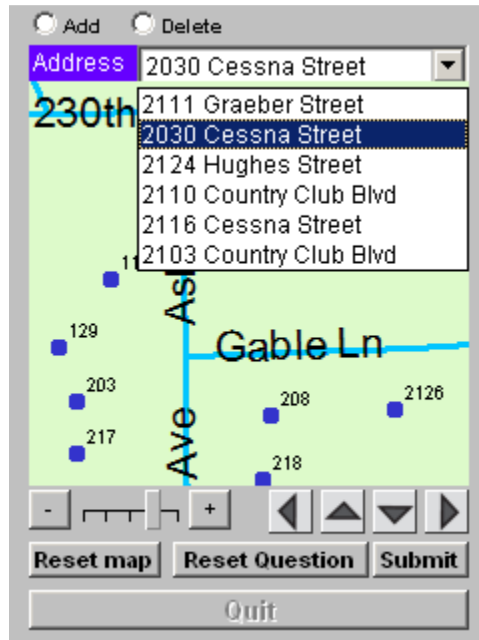 Add Delete
Address 2030 Cessna Street
230th
2111 Graeber Street
2030 Cessna Street
2124 Hughes Street
2110 Country Club Blvd
2116 Cessna Street
2103 Country Club Blvd
129
Gable Ln
203
208
2126
217
Ave
218
- +
Reset map Reset Question Submit
Quit